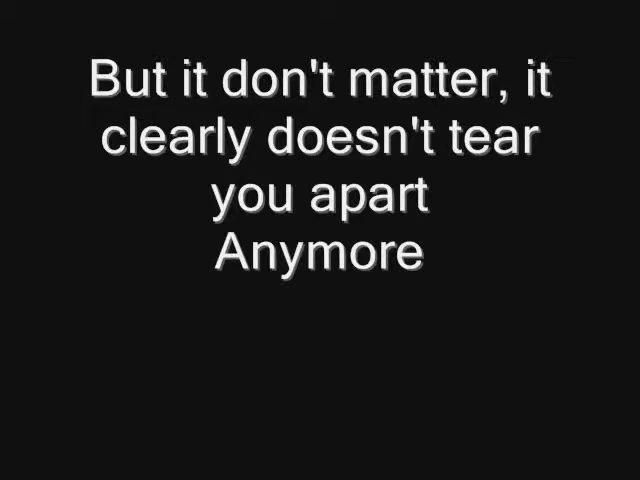 But it don't matter, it
clearly doesn't tear
you apart
Anymore